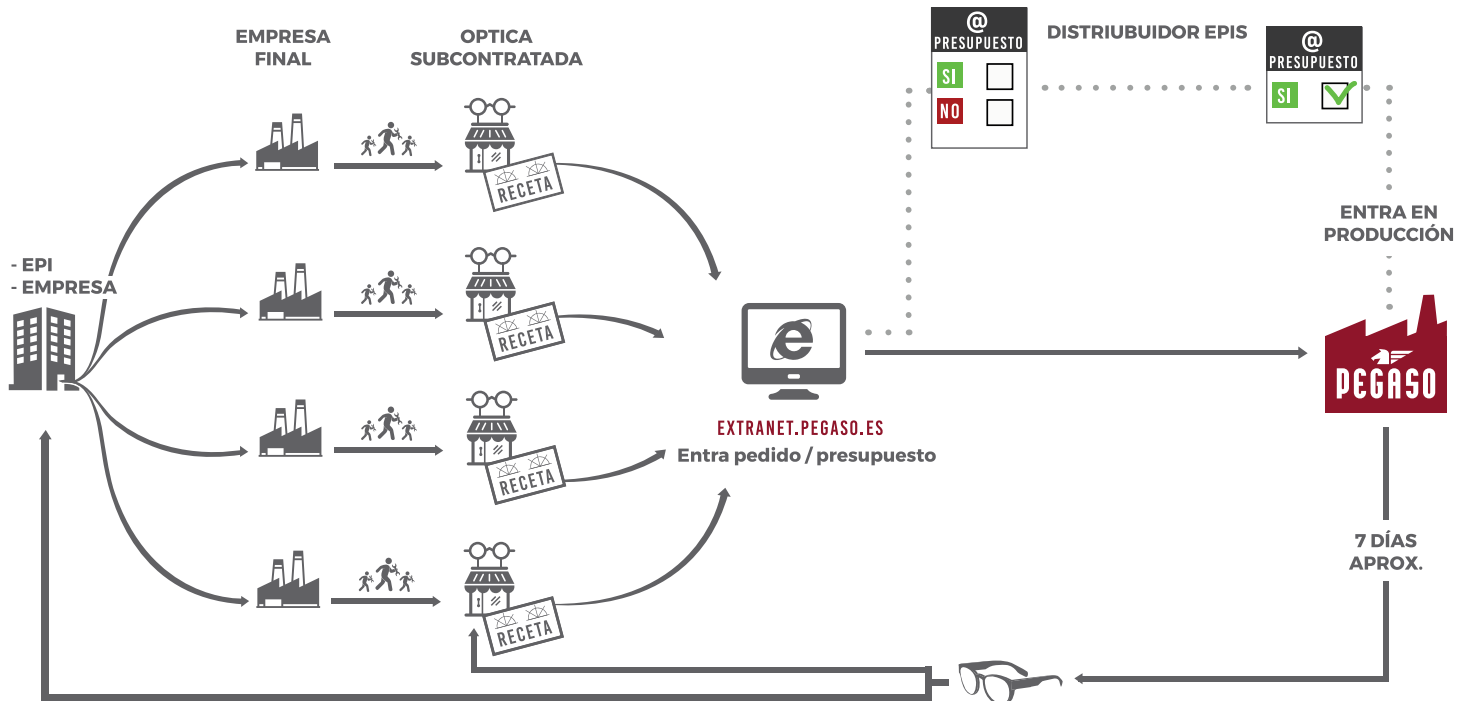 EMPRESA
FINAL
OPTICA
SUBCONTRATADA
@
PRESUPUESTO
SI
NO
DISTRIUBUIDOR EPIS
@
PRESUPUESTO
SI
- EPI
- EMPRESA
RECETA
RECETA
RECETA
RECETA
EXTRANET.PEGASO.ES
Entra pedido / presupuesto
ENTRA EN
PRODUCCIÓN
PEGASO
7 DÍAS
APROX.